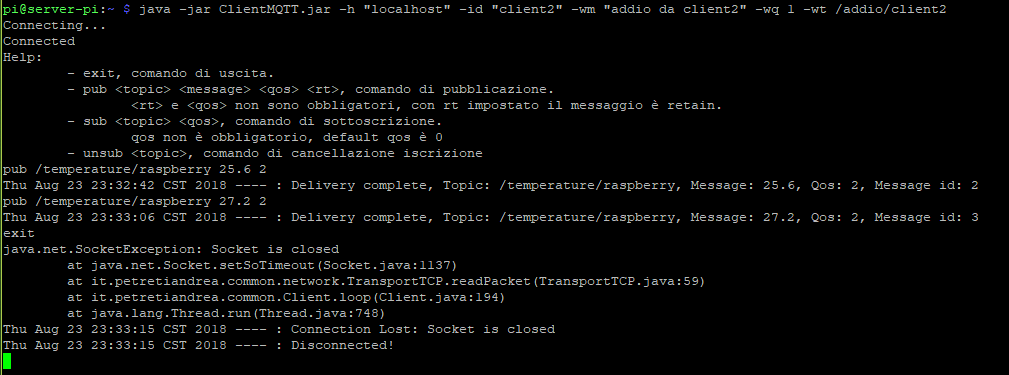 pi@server-pi:~ $ java -jar ClientMQTT.jar -h "localhost" -id "client2" -wm "addio da client2" -wq 1 -wt /addio/client2
Connecting...
Connected
Help:
- exit, comando di uscita.
- pub <topic> <message> <qos> <rt>, comando di pubblicazione.
<rt> e <qos> non sono obbligatori, con rt impostato il messaggio è retain.
- sub <topic> <qos>, comando di sottoscrizione.
qos non è obbligatorio, default qos è 0
- unsub <topic>, comando di cancellazione iscrizione
pub /temperature/raspberry 25.6 2
Thu Aug 23 23:32:42 CST 2018 ---- : Delivery complete, Topic: /temperature/raspberry, Message: 25.6, Qos: 2, Message id: 2
pub /temperature/raspberry 27.2 2
Thu Aug 23 23:33:06 CST 2018 ---- : Delivery complete, Topic: /temperature/raspberry, Message: 27.2, Qos: 2, Message id: 3
exit
java.net.SocketException: Socket is closed
at java.net.Socket.setSoTimeout(Socket.java:1137)
at it.petretiandrea.common.network.TransportTCP.readPacket(TransportTCP.java:59)
at it.petretiandrea.common.Client.loop(Client.java:194)
at java.lang.Thread.run(Thread.java:748)
Thu Aug 23 23:33:15 CST 2018 ---- : Connection Lost: Socket is closed
Thu Aug 23 23:33:15 CST 2018 ---- : Disconnected!